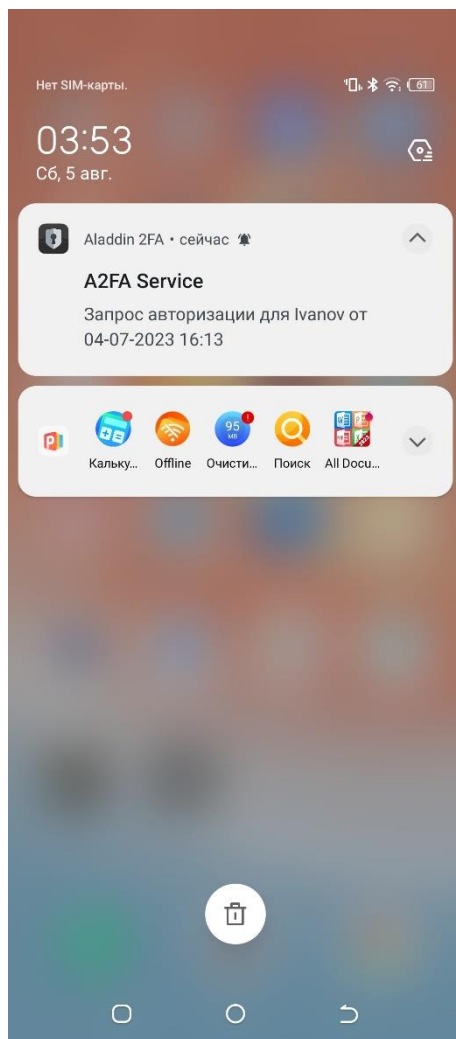 Нет SIM-карты.
61
03:53
Сб, 5 авг.
Aladdin 2FA • сейчас
A2FA Service
Запрос авторизации для Ivanov от
04-07-2023 16:13
95
MB
Кальку... Offline Очисти... Поиск All Docu...